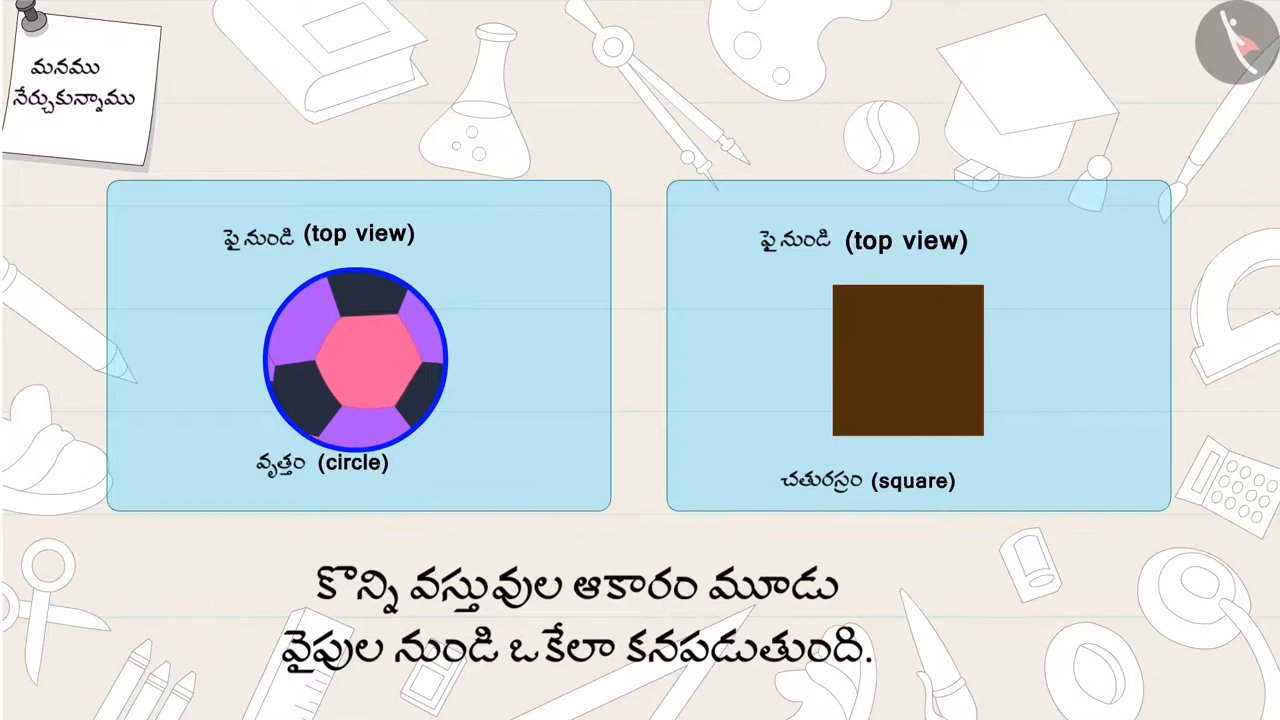 మనము
నేర్చుకున్నాము
ఫై నుండి (top view)
వృత్తం (circle)
ఫై నుండి (top view)
చతురస్రం (square)
కొన్ని వస్తువుల ఆకారం మూడు
వైపుల నుండి ఒకేలా కనపడుతుంది.